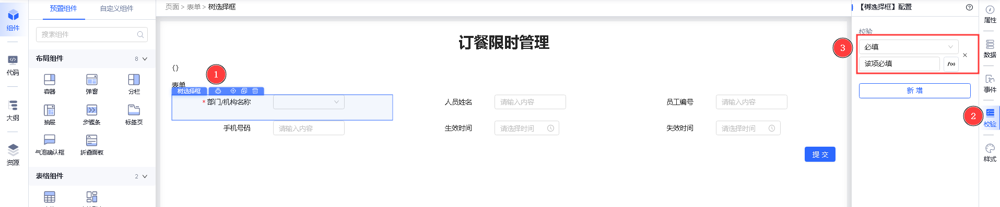 预置组件
自定义组件
页面 > 表单 > 树选择框
【树选择框】配置
组件
代码
大纲
资源
搜索组件
布局组件
8
容器
弹窗
分栏
抽屉
步骤条
标签页
气泡确认框
折叠面板
表格组件
2
订餐限时管理
{}
1
表单
树选择框
* 部门/机构名称
人员姓名
请输入内容
员工编号
请输入内容
手机号码
请输入内容
生效时间
请选择时间
失效时间
请选择时间
提 交
校验
3
必填
×
该项必填
f(x)
新 增
属性
数据
事件
2
校验
样式